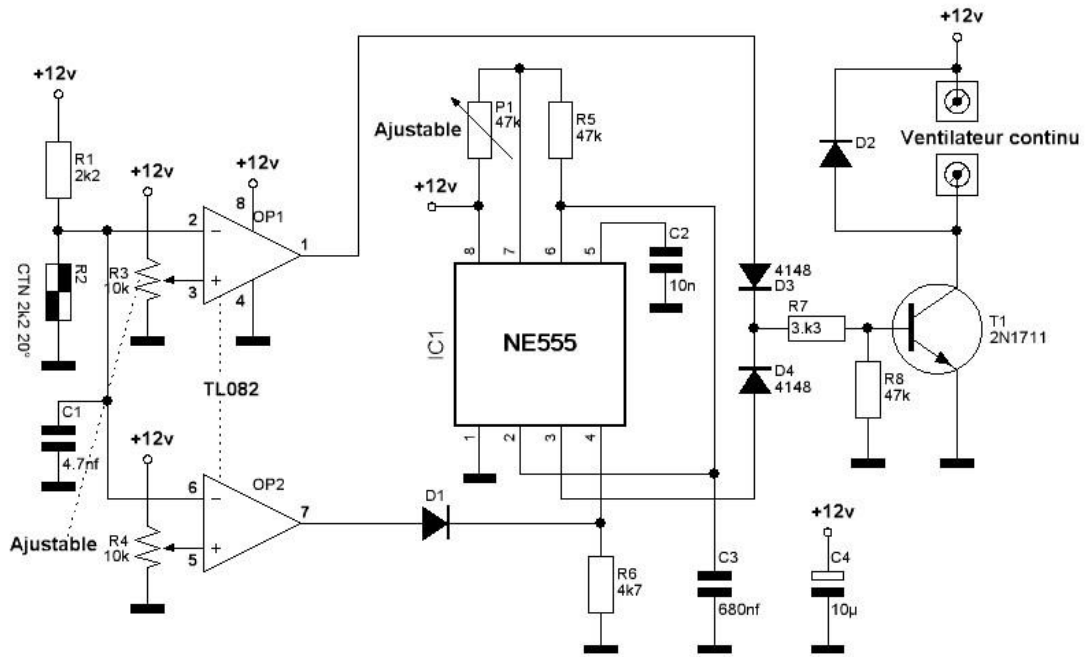 +12v
+12v
R1
2k2
+12v
+12v
8
OP1
2
1
R3
10k
3
4
R2
CTN 2k2 20°
TL082
C1
4.7nf
+12v
6
OP2
7
Ajustable
R4
10k
5
D1
P1
47k
R5
47k
Ajustable
+12v
8
7
6
5
C2
10n
IC1
NE555
1
2
3
4
R6
4k7
C3
680nf
4148
D3
R7
3.k3
D4
4148
R8
47k
T1
2N1711
D2
Ventilateur continu
+12v
C4
10µ